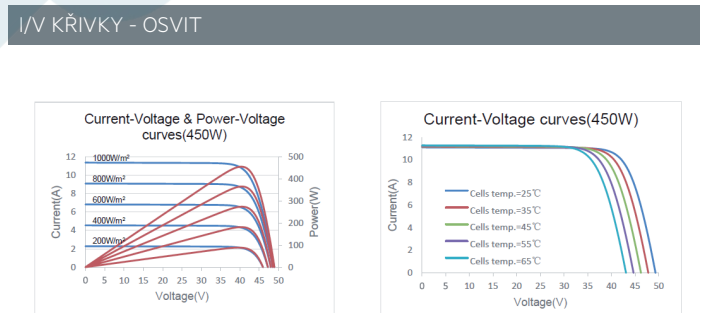 I/V KŘIVKY - OSVIT
Current-Voltage & Power-Voltage
curves(450W)
Current(A)
12
10
8
6
4
2
0
1000W/m²
800W/m²
600W/m²
400W/m²
200W/m²
500
400
300
200
100
0
Power(W)
0 5 10 15 20 25 30 35 40 45 50
Voltage(V)
Current-Voltage curves(450W)
Current(A)
12
10
8
6
4
2
0
Cells temp.=25℃
Cells temp.=35℃
Cells temp.=45℃
Cells temp.=55℃
Cells temp.=65℃
0 5 10 15 20 25 30 35 40 45 50
Voltage(V)